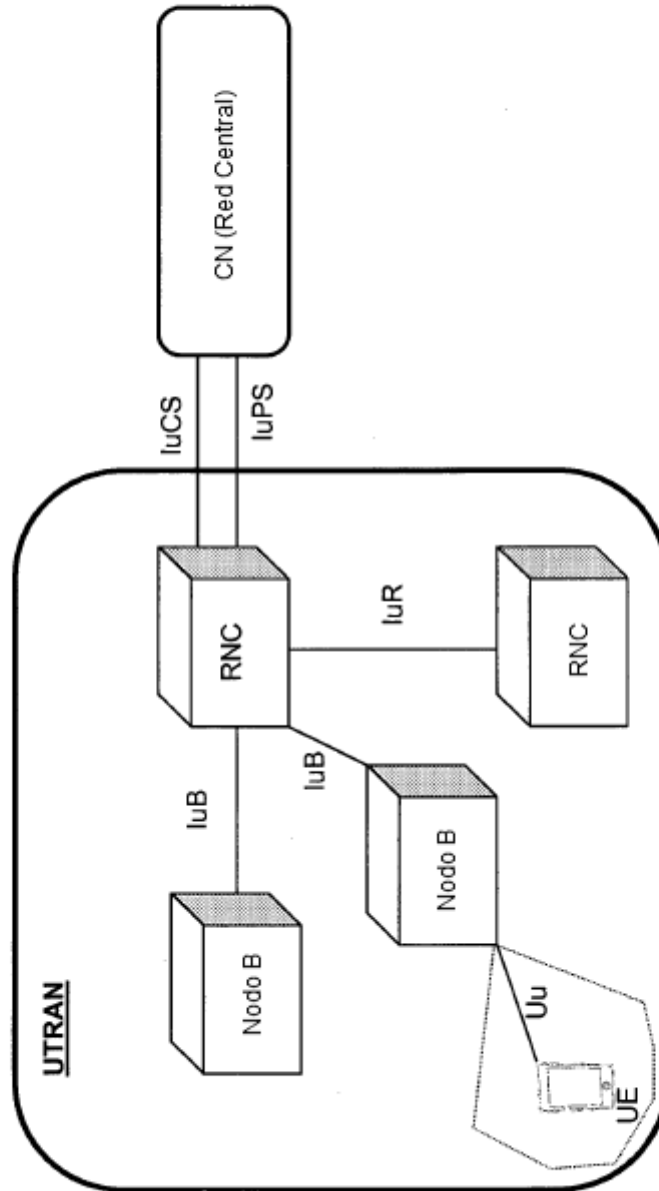 UTRAN
Nodo B
IuB
RNC
IuCS
IuPS
CN (Red Central)
IuB
IuR
Nodo B
RNC
Uu
UE